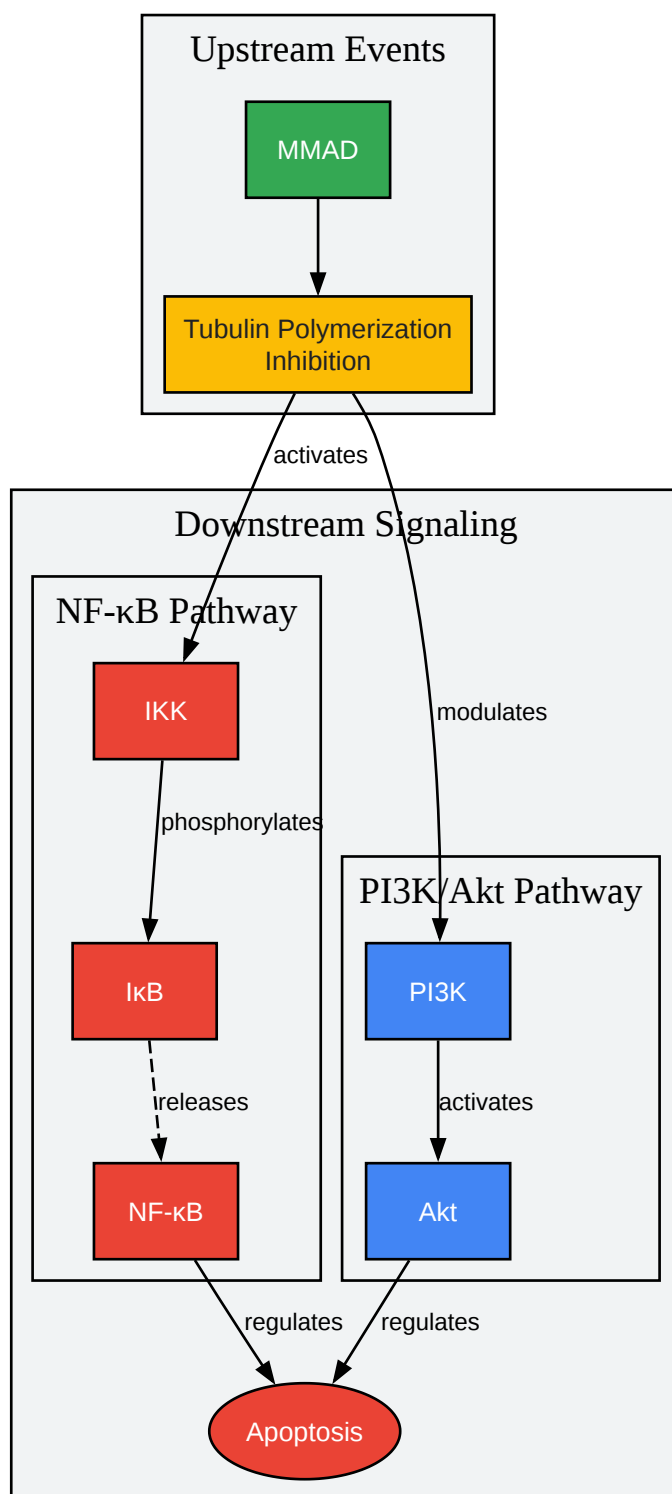 Upstream Events
MMAD
Tubulin Polymerization
Inhibition
activates
Downstream Signaling
NF-κB Pathway
IKK
modulates
phosphorylates
PI3K/Akt Pathway
IκB
PI3K
releases
activates
NF-κB
Akt
regulates
regulates
Apoptosis